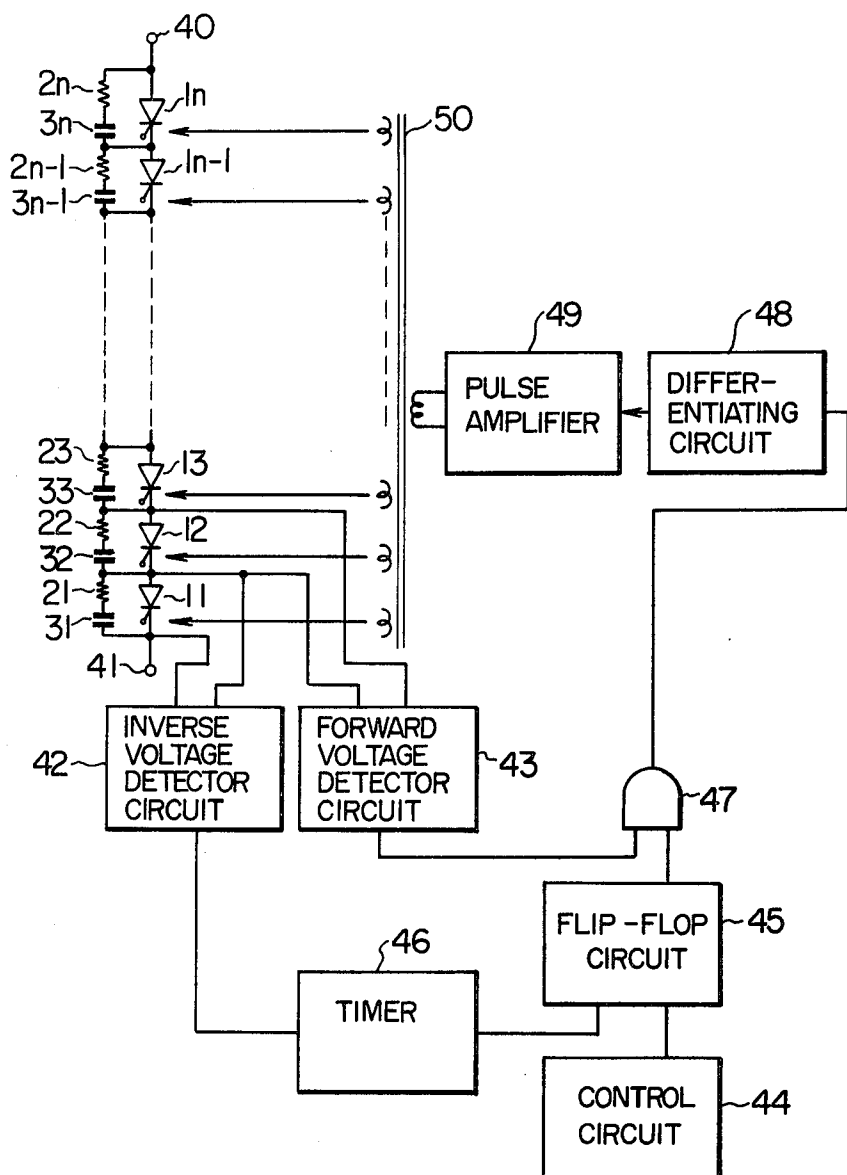 40
2n
1n
3n
50
2n-1
1n-1
3n-1
49
48
PULSE
AMPLIFIER
DIFFER-
ENTIATING
CIRCUIT
23
13
33
22
12
32
21
11
31
41
42
INVERSE
VOLTAGE
DETECTOR
CIRCUIT
FORWARD
VOLTAGE
DETECTOR
CIRCUIT
43
47
46
TIMER
FLIP-FLOP
CIRCUIT
45
CONTROL
CIRCUIT
44